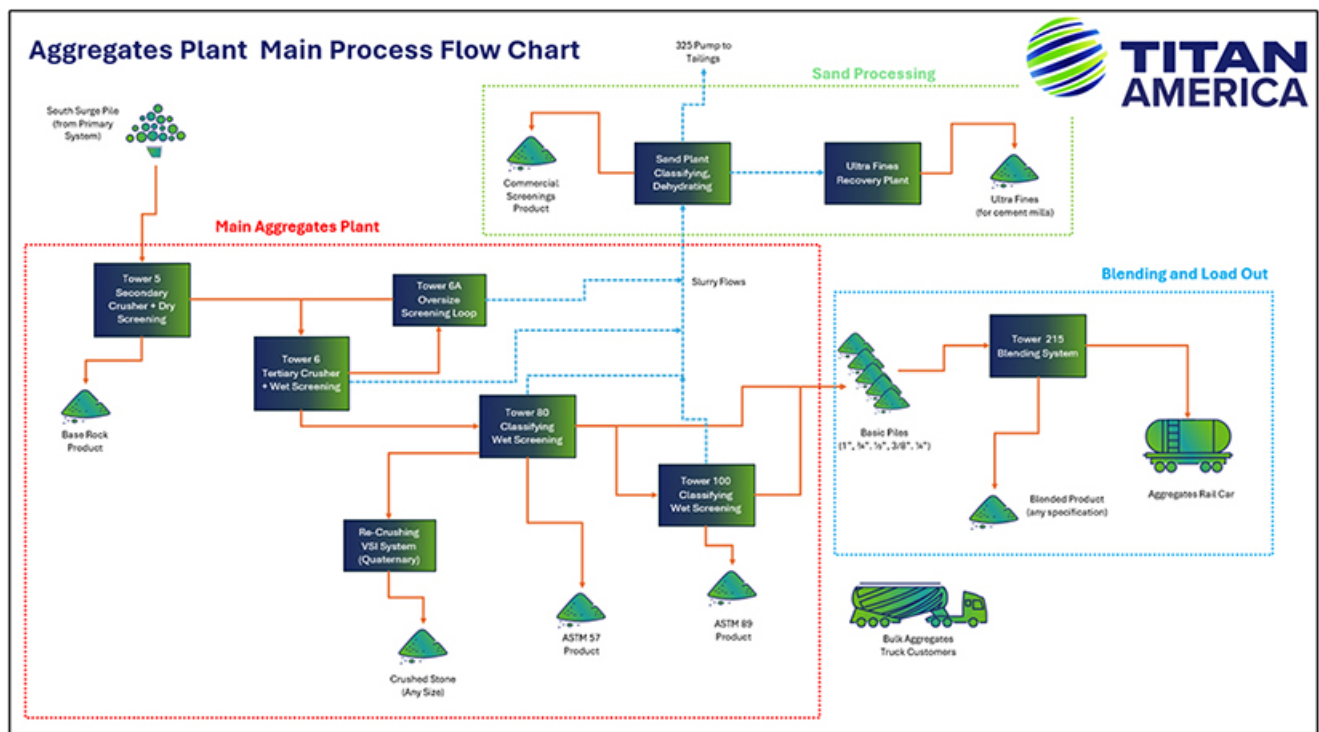 Aggregates Plant Main Process Flow Chart
TITAN
AMERICA
325 Pump to
Tailings
Sand Processing
South Surge Pile
(from Primary
System)
Commercial
Screenings
Product
Sand Plant
Classifying,
Dehydrating
Ultra Fines
Recovery Plant
Ultra Fines
(for cement mills)
Main Aggregates Plant
Tower 5
Secondary
Crusher + Dry
Screening
Tower 6A
Oversize
Screening Loop
Slurry Flows
Blending and Load Out
Tower 6
Tertiary Crusher
+ Wet Screening
Tower 215
Blending System
Base Rock
Product
Tower 80
Classifying
Wet Screening
Basic Piles
(1", ¾". ½", 3/8". ¼")
Tower 100
Classifying
Wet Screening
Blended Product
(any specification)
Aggregates Rail Car
Re-Crushing
VSI System
(Quaternary)
ASTM 57
Product
ASTM 89
Product
Bulk Aggregates
Truck Customers
Crushed Stone
(Any Size)